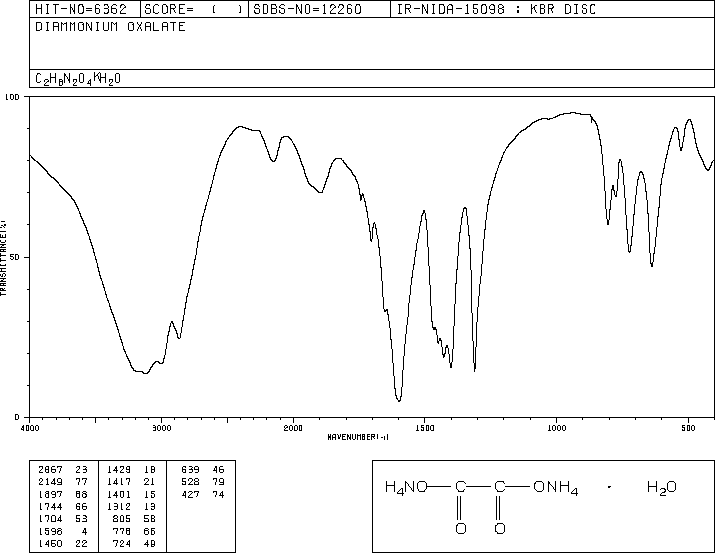 HIT-NO=6362 SCORE= ( ) SDBS-NO=12260 IR-NIDA-15098 : KBR DISC
DIAMMONIUM OXALATE
C2H8N2O4·H2O
100
50
0
TRANSMITTANCE(%)
4000 3000 2000 1500 1000 500
WAVENUMBER(-1)
2867 23 1429 18 639 46
2149 77 1417 21 528 79
1897 68 1401 15 427 74
1744 66 1312 13
1704 53 805 58
1596 4 778 66
1460 22 724 49
H4NO C C ONH4 · H2O
O O